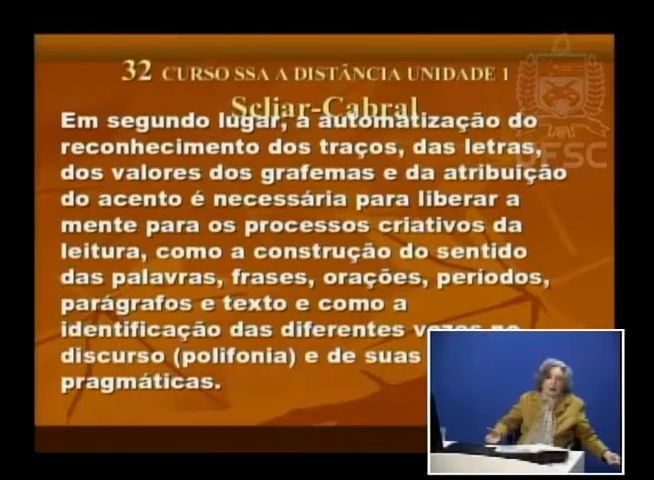 32 CURSO SSA A DISTÂNCIA UNIDADE 1
Scliar-Cabral
Em segundo lugar, a automatização do
reconhecimento dos traços, das letras,
dos valores dos grafemas e da atribuição
do acento é necessária para liberar a
mente para os processos criativos da
leitura, como a construção do sentido
das palavras, frases, orações, períodos,
parágrafos e texto e como a
identificação das diferentes vozes no
discurso (polifonia) e de suas
pragmáticas.
UFSC